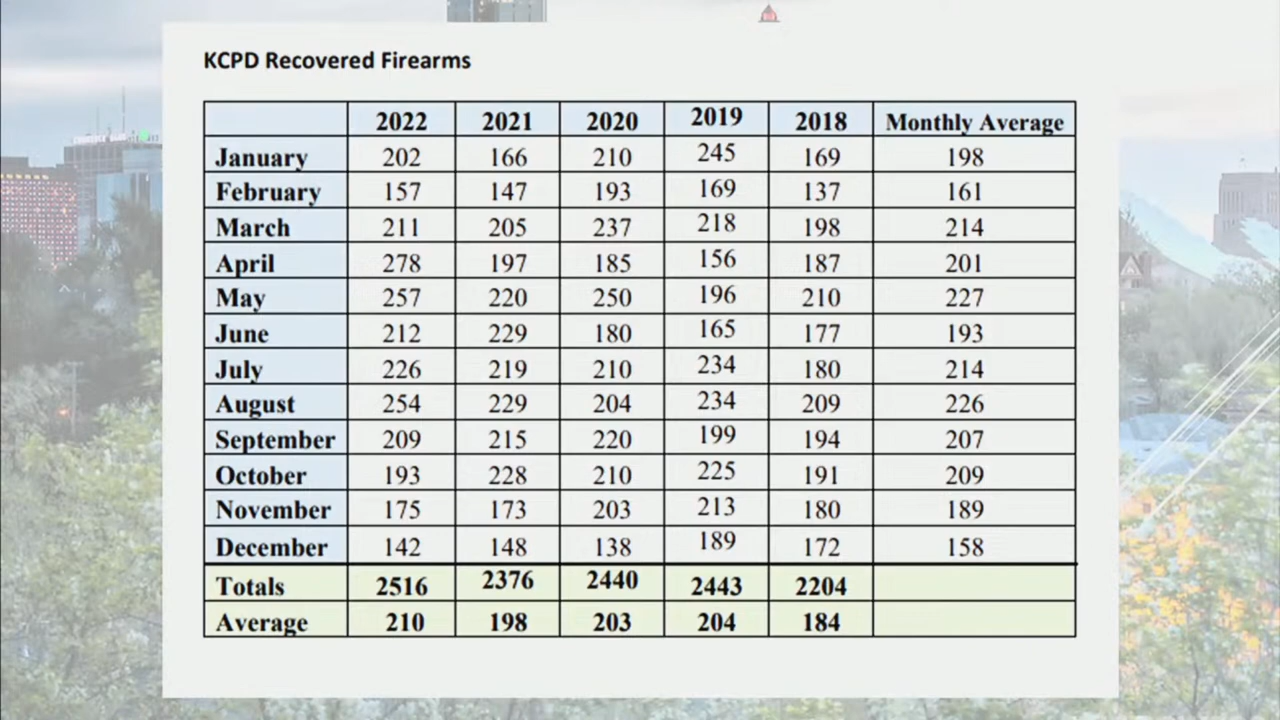 KCPD Recovered Firearms
2022 2021 2020 2019 2018 Monthly Average
January 202 166 210 245 169 198
February 157 147 193 169 137 161
March 211 205 237 218 198 214
April 278 197 185 156 187 201
May 257 220 250 196 210 227
June 212 229 180 165 177 193
July 226 219 210 234 180 214
August 254 229 204 234 209 226
September 209 215 220 199 194 207
October 193 228 210 225 191 209
November 175 173 203 213 180 189
December 142 148 138 189 172 158
Totals 2516 2376 2440 2443 2204
Average 210 198 203 204 184